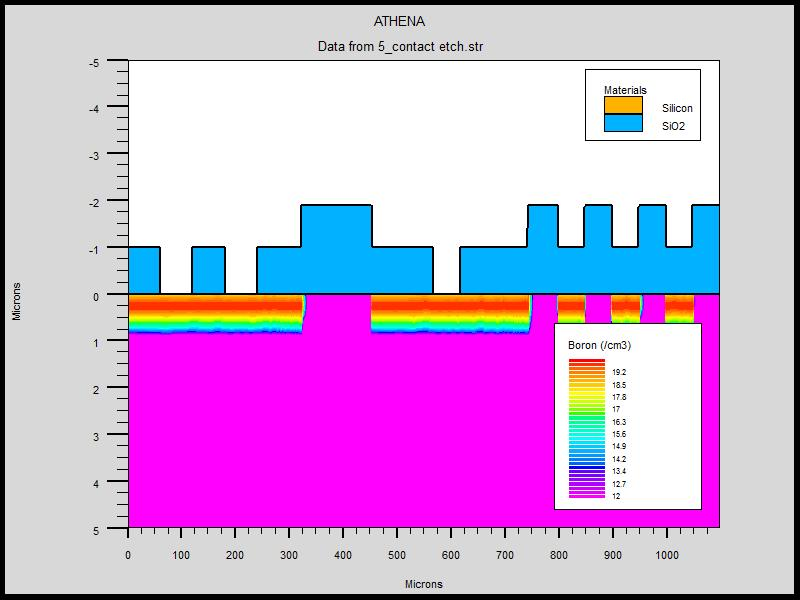 ATHENA
Data from 5_contact etch.str
Materials
Silicon
SiO2
-5
-4
-3
-2
-1
0
1
2
3
4
5
Microns
Boron (/cm3)
19.2
18.5
17.8
17
16.3
15.6
14.9
14.2
13.4
12.7
12
0 100 200 300 400 500 600 700 800 900 1000
Microns